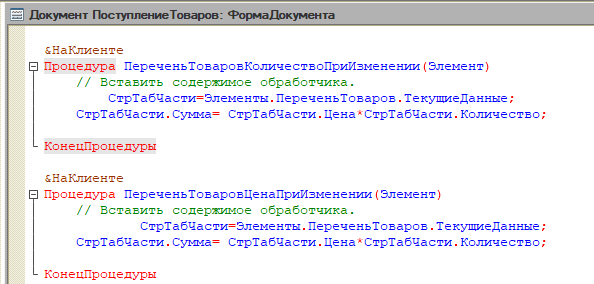 Документ ПоступлениеТоваров: ФормаДокумента
&НаКлиенте
Процедура ПереченьТоваровКоличествоПриИзменении(Элемент)
// Вставить содержимое обработчика.
СтрТабЧасти=Элементы.ПереченьТоваров.ТекущиеДанные;
СтрТабЧасти.Сумма= СтрТабЧасти.Цена*СтрТабЧасти.Количество;
КонецПроцедуры
&НаКлиенте
Процедура ПереченьТоваровЦенаПриИзменении(Элемент)
// Вставить содержимое обработчика.
СтрТабЧасти=Элементы.ПереченьТоваров.ТекущиеДанные;
СтрТабЧасти.Сумма= СтрТабЧасти.Цена*СтрТабЧасти.Количество;
КонецПроцедуры